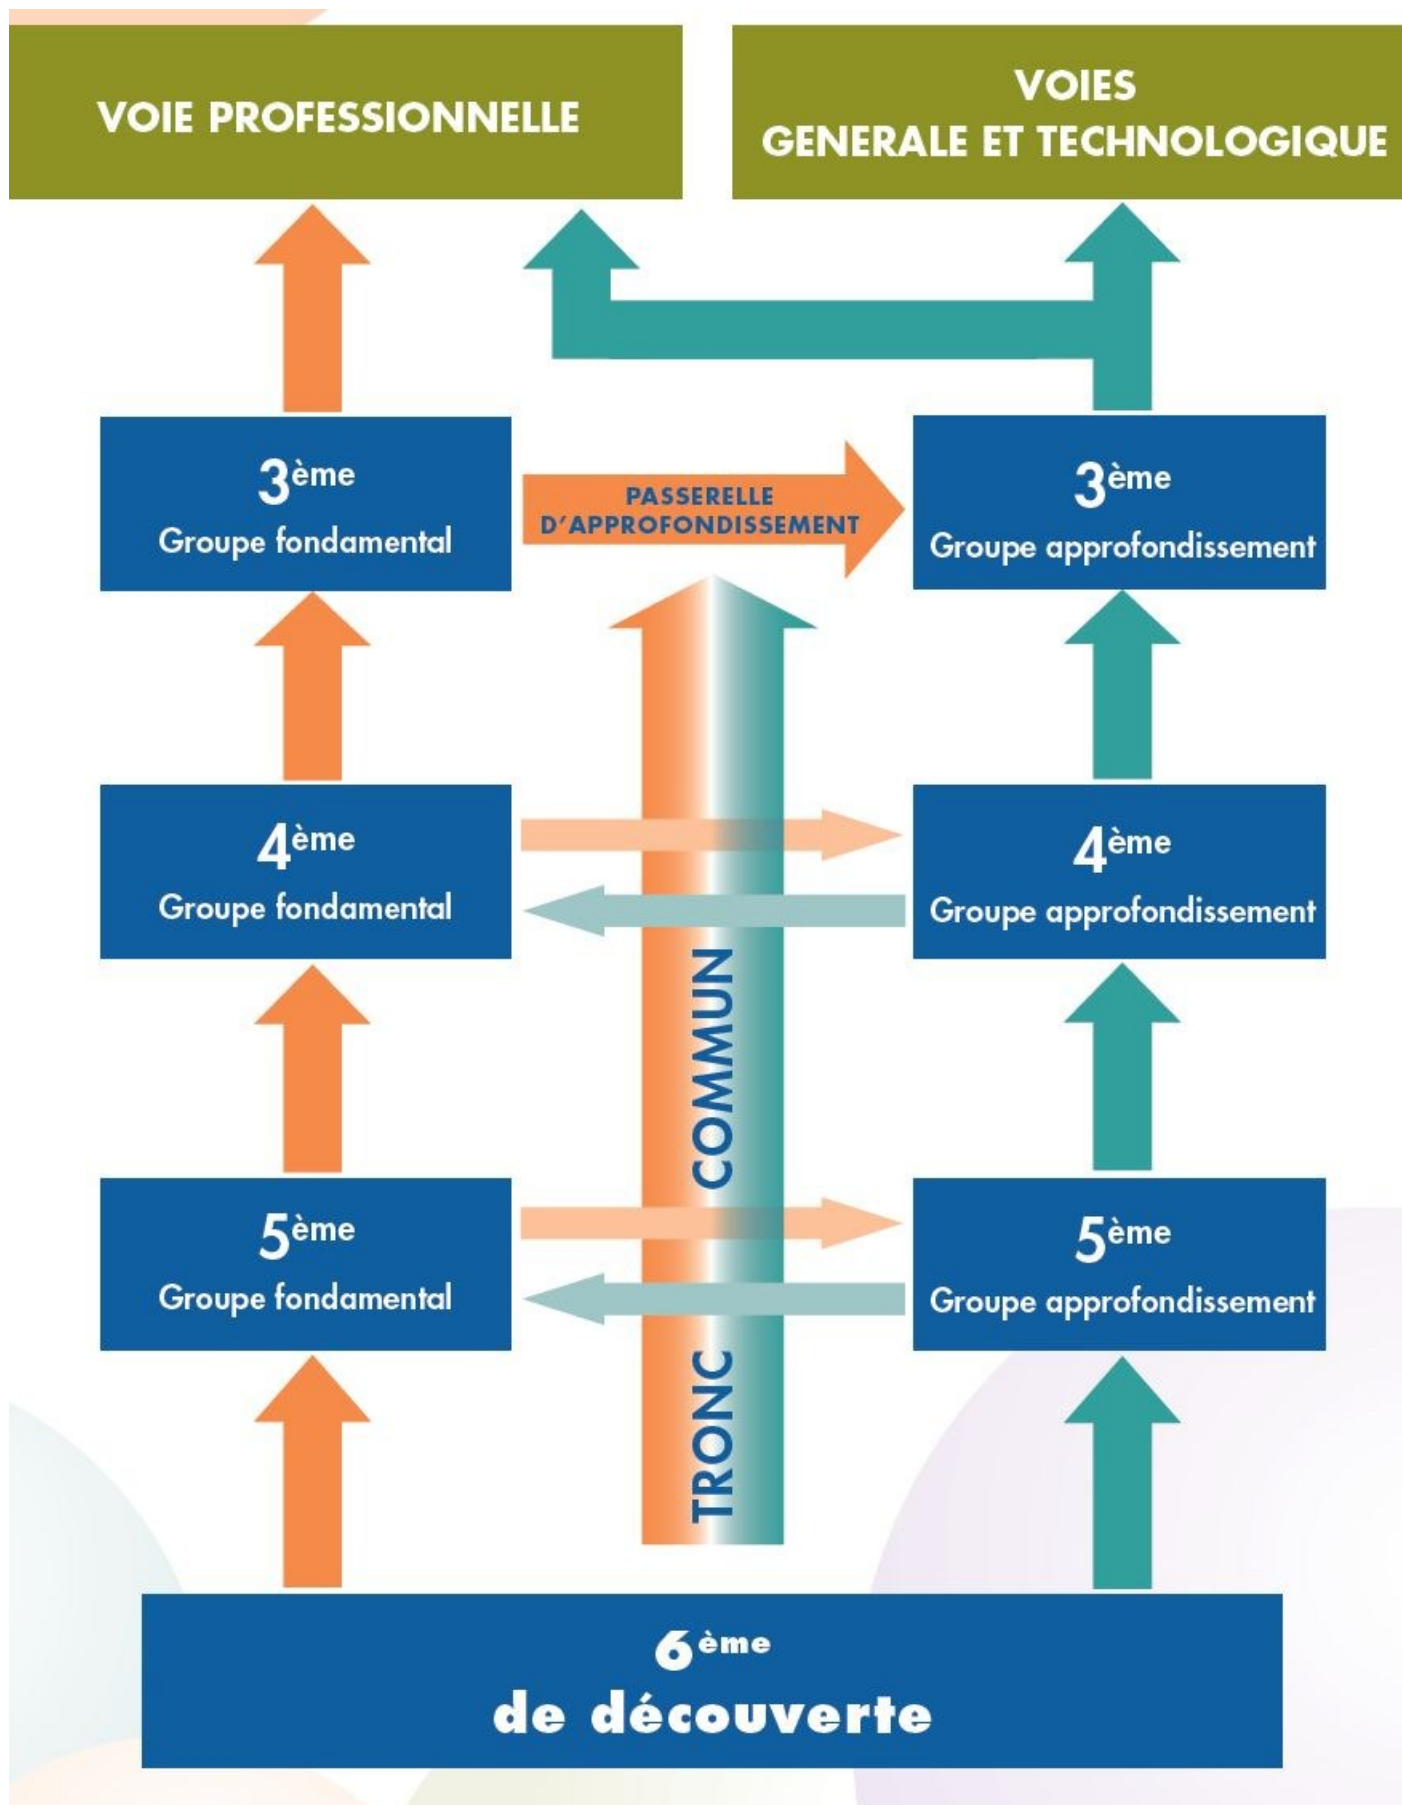 VOIE PROFESSIONNELLE
VOIES
GENERALE ET TECHNOLOGIQUE
3ème
Groupe fondamental
PASSERELLE
D'APPROFONDISSEMENT
3ème
Groupe approfondissement
4ème
Groupe fondamental
4ème
Groupe approfondissement
TRONC COMMUN
5ème
Groupe fondamental
5ème
Groupe approfondissement
6ème
de découverte